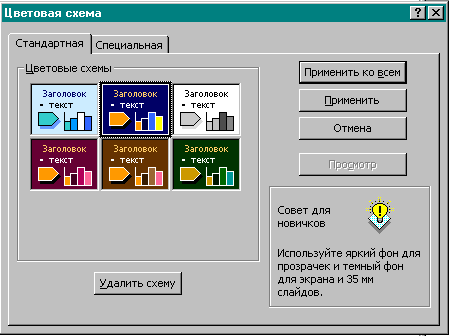 Цветовая схема
Стандартная
Специальная
Цветовые схемы
Заголовок
• текст
Заголовок
• текст
Заголовок
• текст
Заголовок
• текст
Заголовок
• текст
Заголовок
• текст
Удалить схему
Применить ко всем
Применить
Отмена
Просмотр
Совет для
новичков
Используйте яркий фон для
прозрачек и темный фон
для экрана и 35 мм
слайдов.